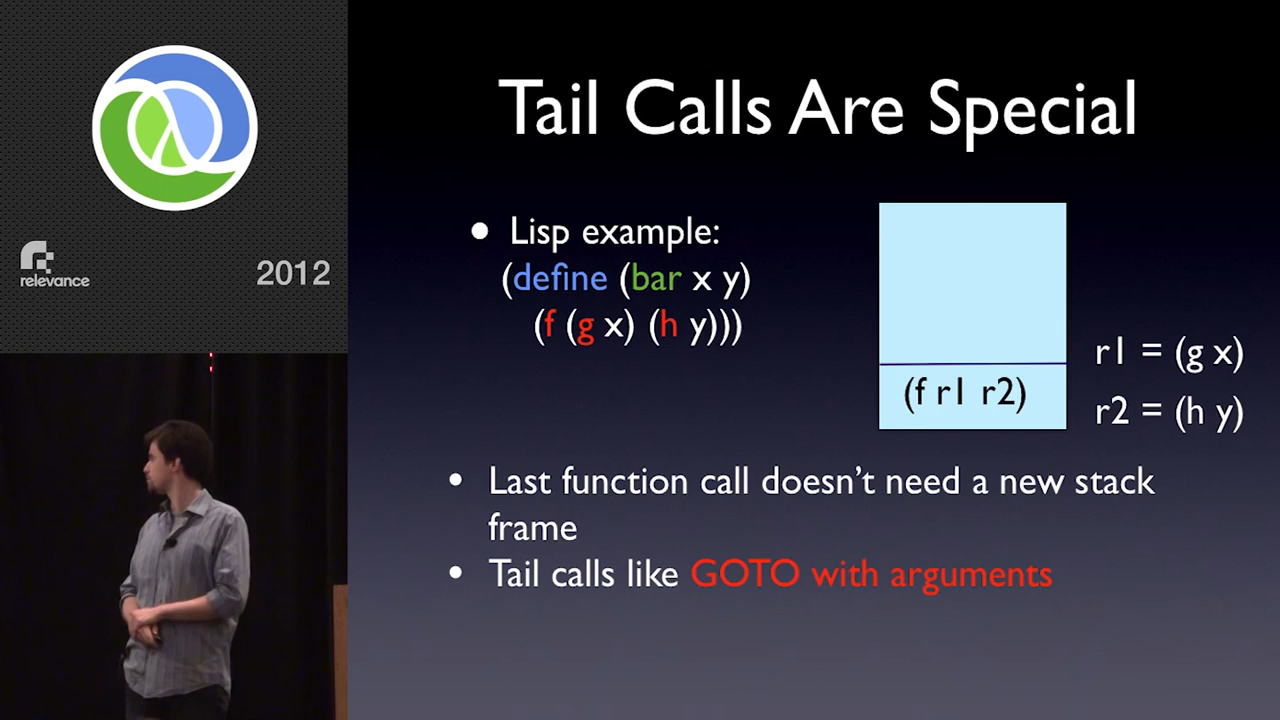 relevance
2012
Tail Calls Are Special
• Lisp example:
(define (bar x y)
(f (g x) (h y)))
(f r1 r2)
r1 = (g x)
r2 = (h y)
• Last function call doesn't need a new stack
frame
• Tail calls like GOTO with arguments